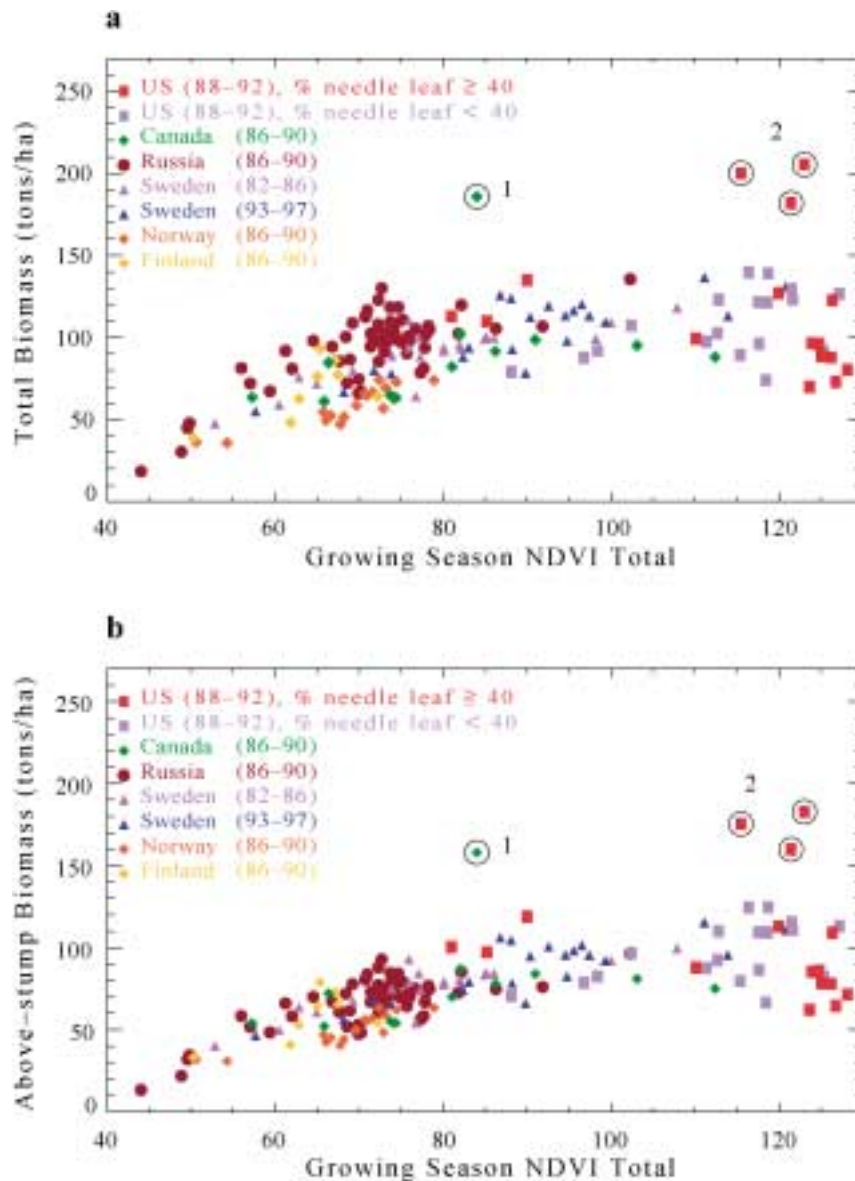 a
Total Biomass (tons/ha)
250
200
150
100
50
0
US (88–92), % needle leaf ≥ 40
US (88–92), % needle leaf < 40
Canada (86–90)
Russia (86–90)
Sweden (82–86)
Sweden (93–97)
Norway (86–90)
Finland (86–90)
1
2
40 60 80 100 120
Growing Season NDVI Total
b
Above–stump Biomass (tons/ha)
250
200
150
100
50
0
US (88–92), % needle leaf ≥ 40
US (88–92), % needle leaf < 40
Canada (86–90)
Russia (86–90)
Sweden (82–86)
Sweden (93–97)
Norway (86–90)
Finland (86–90)
1
2
40 60 80 100 120
Growing Season NDVI Total